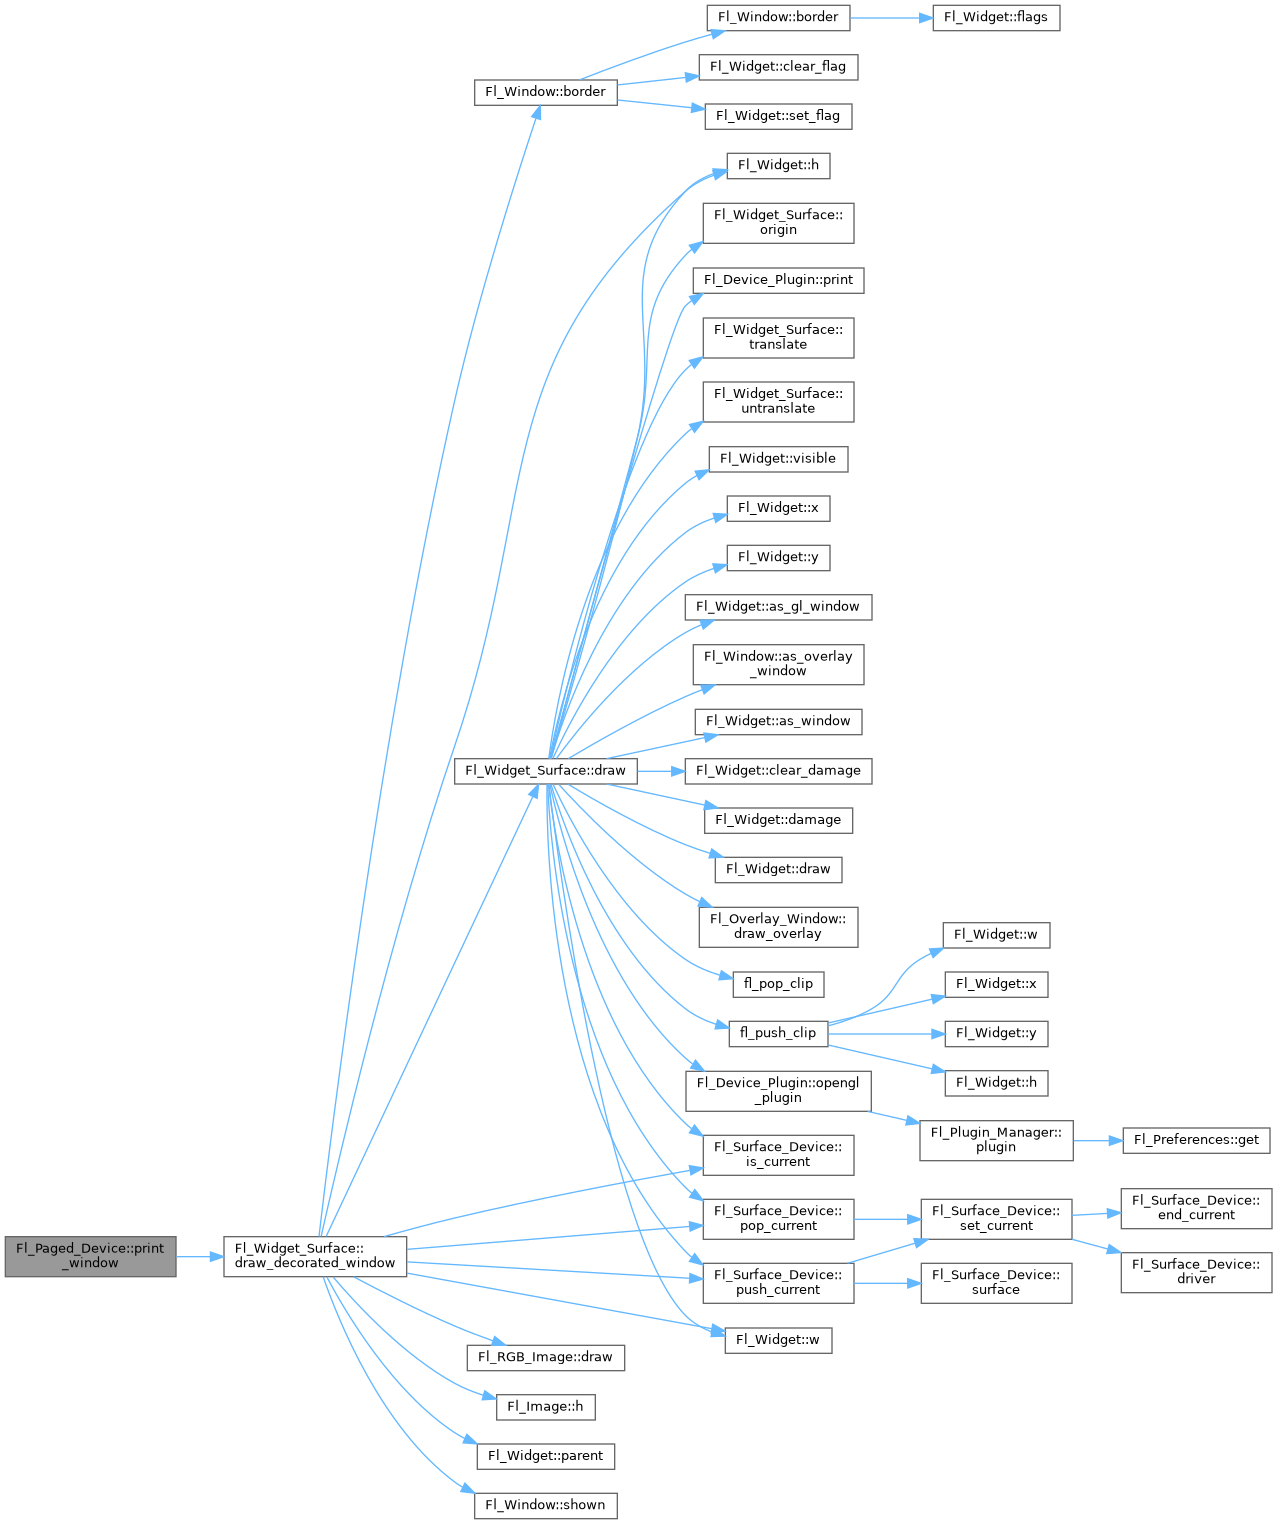 Fl_Window::border
Fl_Widget::flags
Fl_Widget::clear_flag
Fl_Window::border
Fl_Widget::set_flag
Fl_Widget::h
Fl_Widget_Surface::
origin
Fl_Device_Plugin::print
Fl_Widget_Surface::
translate
Fl_Widget_Surface::
untranslate
Fl_Widget::visible
Fl_Widget::x
Fl_Widget::y
Fl_Widget::as_gl_window
Fl_Window::as_overlay
_window
Fl_Widget::as_window
Fl_Widget_Surface::draw
Fl_Widget::clear_damage
Fl_Widget::damage
Fl_Widget::draw
Fl_Overlay_Window::
draw_overlay
Fl_Widget::w
fl_pop_clip
Fl_Widget::x
fl_push_clip
Fl_Widget::y
Fl_Widget::h
Fl_Device_Plugin::opengl
_plugin
Fl_Plugin_Manager::
plugin
Fl_Preferences::get
Fl_Surface_Device::
is_current
Fl_Surface_Device::
pop_current
Fl_Surface_Device::
set_current
Fl_Surface_Device::
end_current
Fl_Paged_Device::print
_window
Fl_Widget_Surface::
draw_decorated_window
Fl_Surface_Device::
push_current
Fl_Surface_Device::
surface
Fl_Surface_Device::
driver
Fl_Widget::w
Fl_RGB_Image::draw
Fl_Image::h
Fl_Widget::parent
Fl_Window::shown